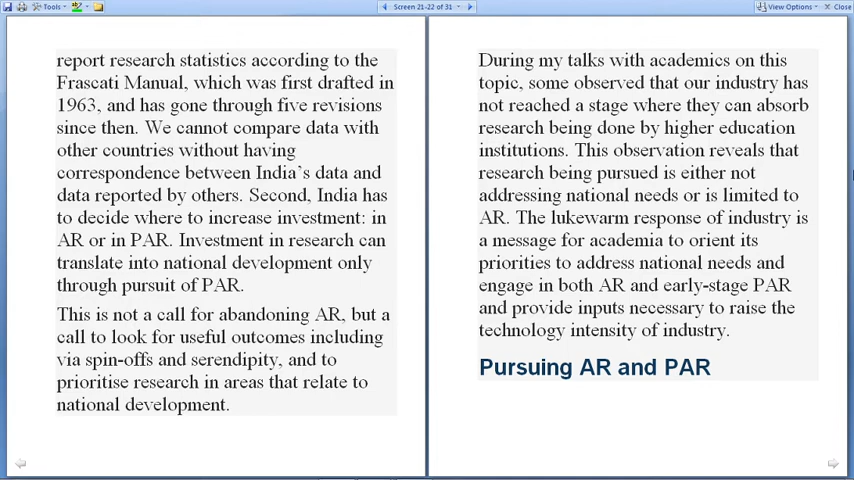 Tools
Screen 21-22 of 31
View Options
Close
report research statistics according to the
Frascati Manual, which was first drafted in
1963, and has gone through five revisions
since then. We cannot compare data with
other countries without having
correspondence between India’s data and
data reported by others. Second, India has
to decide where to increase investment: in
AR or in PAR. Investment in research can
translate into national development only
through pursuit of PAR.
This is not a call for abandoning AR, but a
call to look for useful outcomes including
via spin-offs and serendipity, and to
prioritise research in areas that relate to
national development.
During my talks with academics on this
topic, some observed that our industry has
not reached a stage where they can absorb
research being done by higher education
institutions. This observation reveals that
research being pursued is either not
addressing national needs or is limited to
AR. The lukewarm response of industry is
a message for academia to orient its
priorities to address national needs and
engage in both AR and early-stage PAR
and provide inputs necessary to raise the
technology intensity of industry.
Pursuing AR and PAR